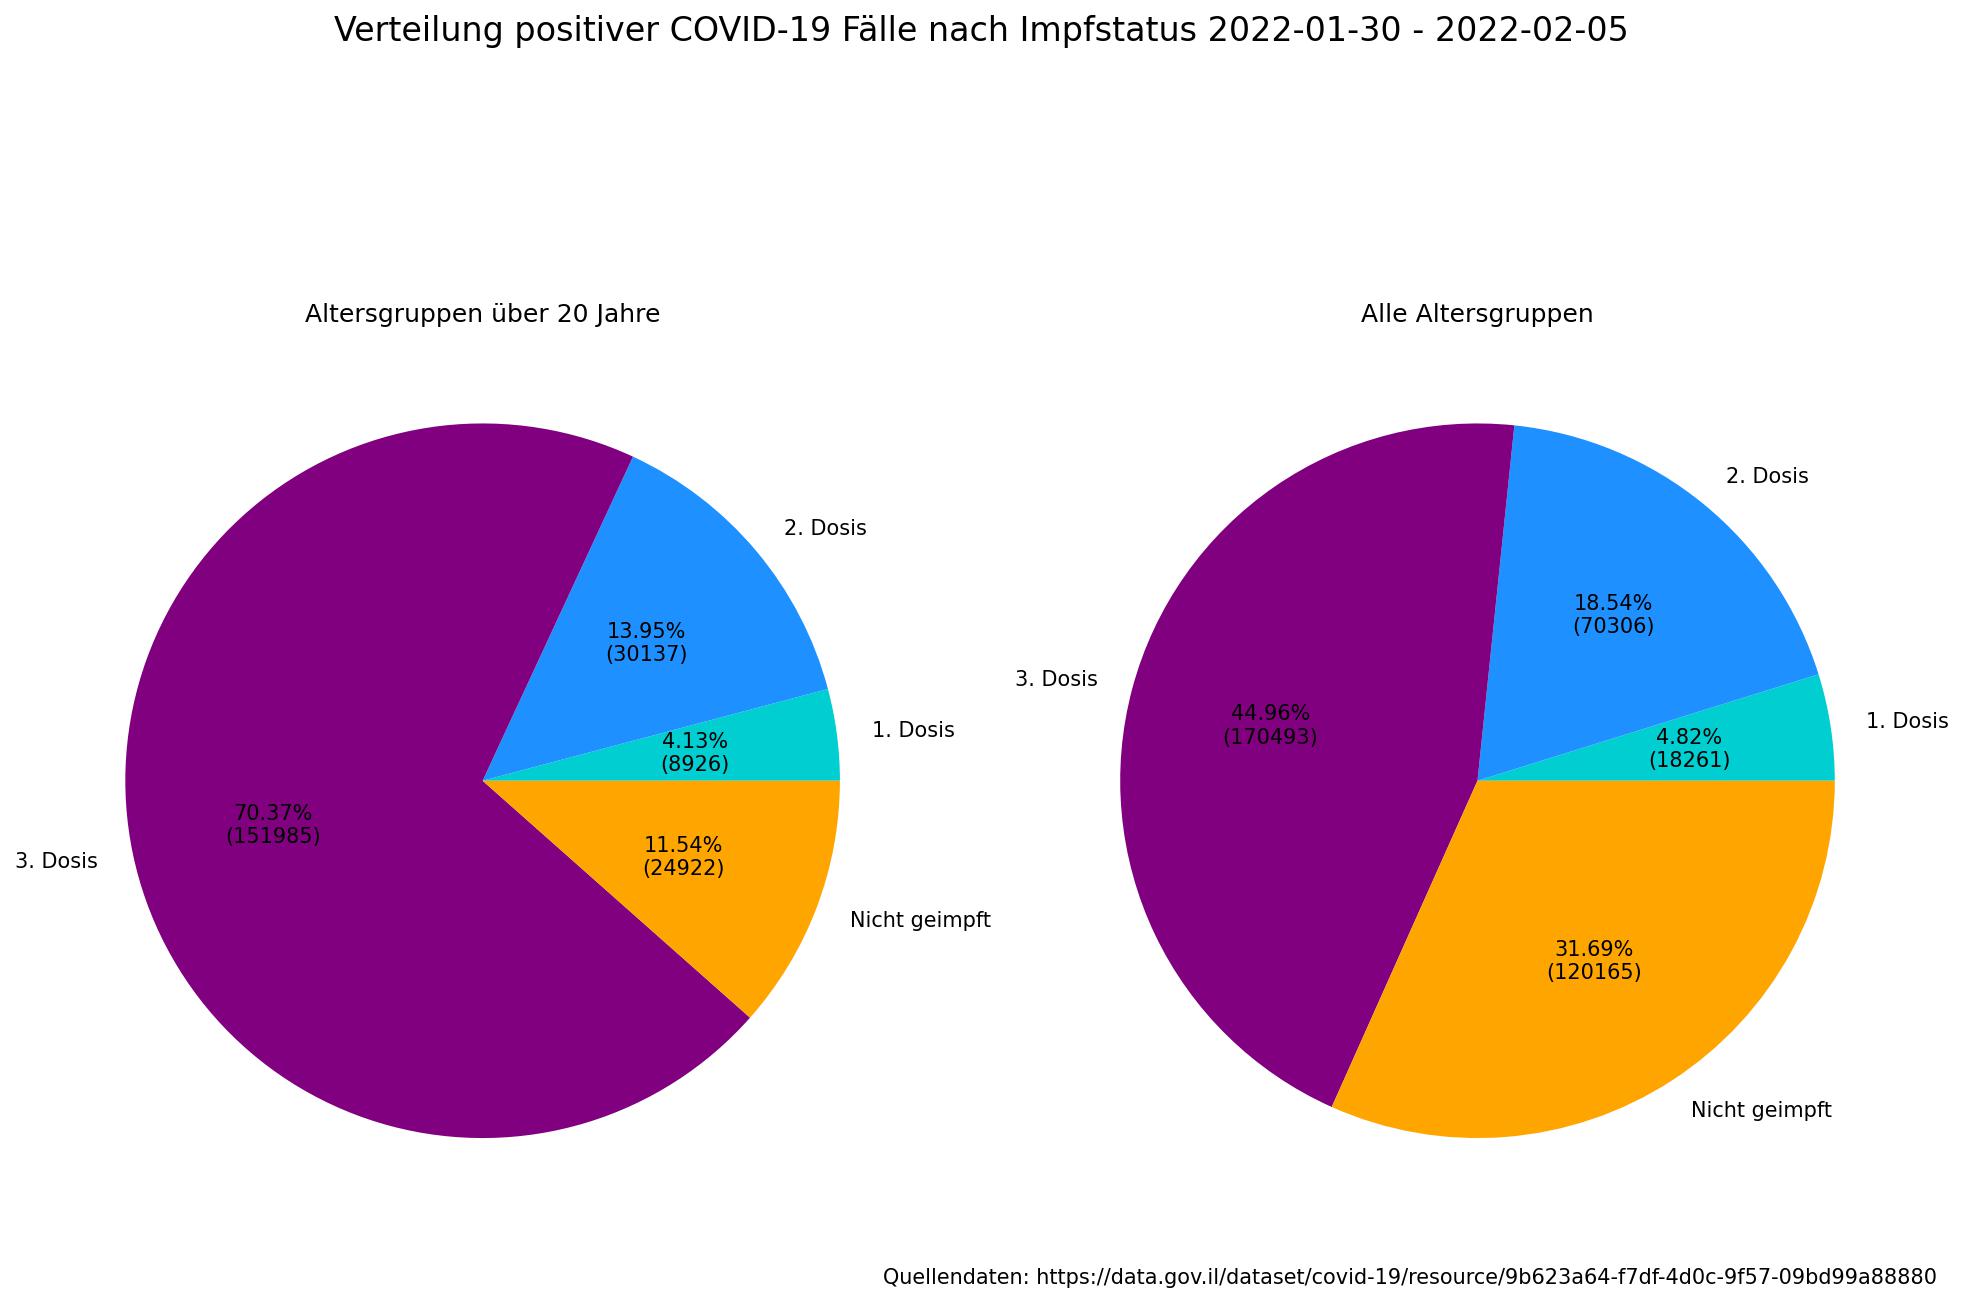 Verteilung positiver COVID-19 Fälle nach Impfstatus 2022-01-30 - 2022-02-05
Altersgruppen über 20 Jahre
2. Dosis
13.95%
(30137)
1. Dosis
4.13%
(8926)
70.37%
(151985)
3. Dosis
11.54%
(24922)
Nicht geimpft
Alle Altersgruppen
2. Dosis
18.54%
(70306)
3. Dosis
44.96%
(170493)
1. Dosis
4.82%
(18261)
31.69%
(120165)
Nicht geimpft
Quellendaten: https://data.gov.il/dataset/covid-19/resource/9b623a64-f7df-4d0c-9f57-09bd99a88880